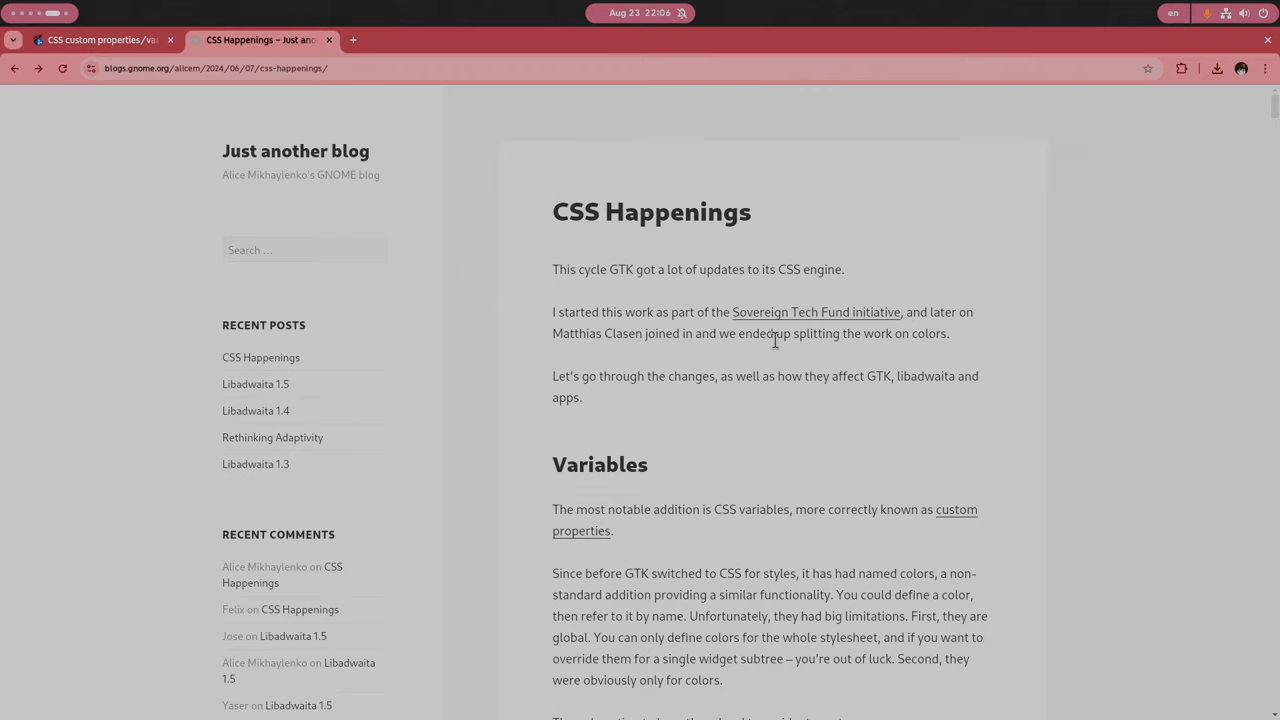 Aug 23 22:06
en
CSS custom properties/va
CSS Happenings – Just ano
blogs.gnome.org/alicem/2024/06/07/css-happenings/
Just another blog
Alice Mikhaylenko's GNOME blog
Search …
RECENT POSTS
CSS Happenings
Libadwaita 1.5
Libadwaita 1.4
Rethinking Adaptivity
Libadwaita 1.3
RECENT COMMENTS
Alice Mikhaylenko on CSS
Happenings
Felix on CSS Happenings
Jose on Libadwaita 1.5
Alice Mikhaylenko on Libadwaita
1.5
Yaser on Libadwaita 1.5
CSS Happenings
This cycle GTK got a lot of updates to its CSS engine.
I started this work as part of the Sovereign Tech Fund initiative, and later on
Matthias Clasen joined in and we ended up splitting the work on colors.
Let's go through the changes, as well as how they affect GTK, libadwaita and
apps.
Variables
The most notable addition is CSS variables, more correctly known as custom
properties.
Since before GTK switched to CSS for styles, it has had named colors, a non-
standard addition providing a similar functionality. You could define a color,
then refer to it by name. Unfortunately, they had big limitations. First, they are
global. You can only define colors for the whole stylesheet, and if you want to
override them for a single widget subtree – you're out of luck. Second, they
were obviously only for colors.